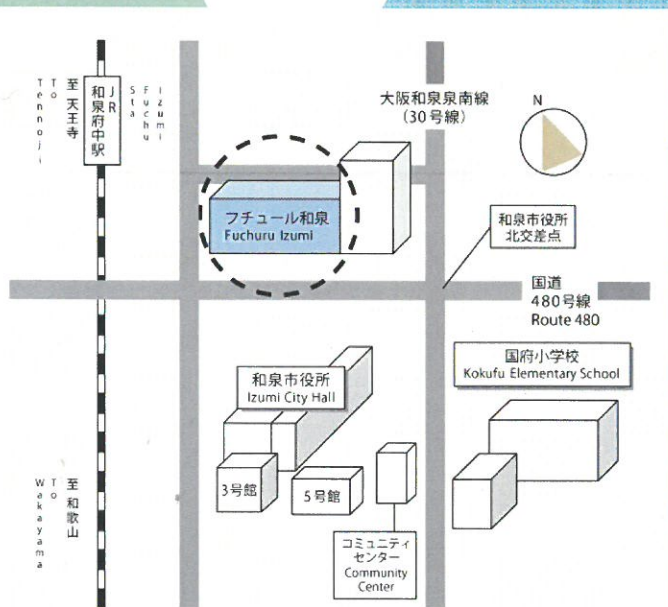 至 天王寺
To
Tennoji
JR
和泉府中駅
Izumi
Fuchu
Sta
大阪和泉泉南線
(30号線)
N
フチュール和泉
Fuchuru Izumi
和泉市役所
北交差点
国道
480号線
Route 480
国府小学校
Kokufu Elementary School
和泉市役所
Izumi City Hall
3号館
5号館
コミュニティ
センター
Community
Center
至 和歌山
To
Wakayama